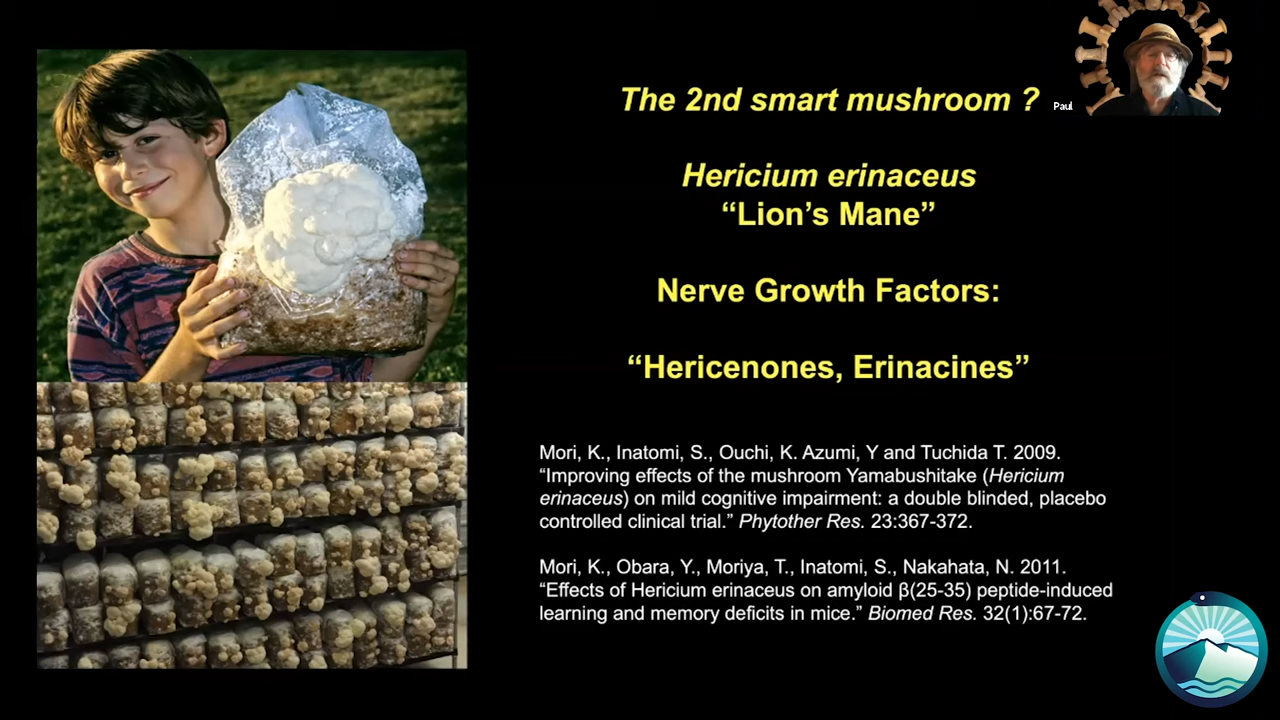 The 2nd smart mushroom ?
Paul
Hericium erinaceus
“Lion’s Mane”
Nerve Growth Factors:
“Hericenones, Erinacines”
Mori, K., Inatomi, S., Ouchi, K. Azumi, Y and Tuchida T. 2009.
“Improving effects of the mushroom Yamabushitake (Hericium
erinaceus) on mild cognitive impairment: a double blinded, placebo
controlled clinical trial.” Phytother Res. 23:367-372.
Mori, K., Obara, Y., Moriya, T., Inatomi, S., Nakahata, N. 2011.
“Effects of Hericium erinaceus on amyloid β(25-35) peptide-induced
learning and memory deficits in mice.” Biomed Res. 32(1):67-72.